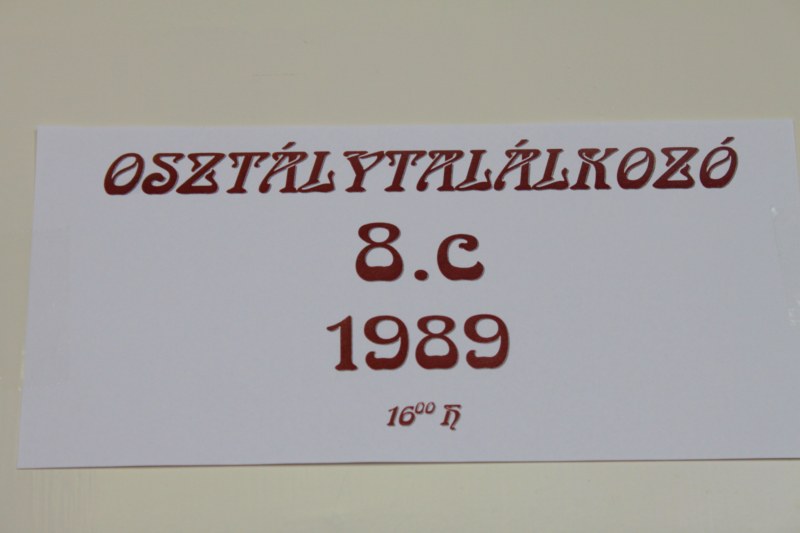 OSZTÁLYTALÁLKOZÓ
8.c
1989
16⁰⁰ h